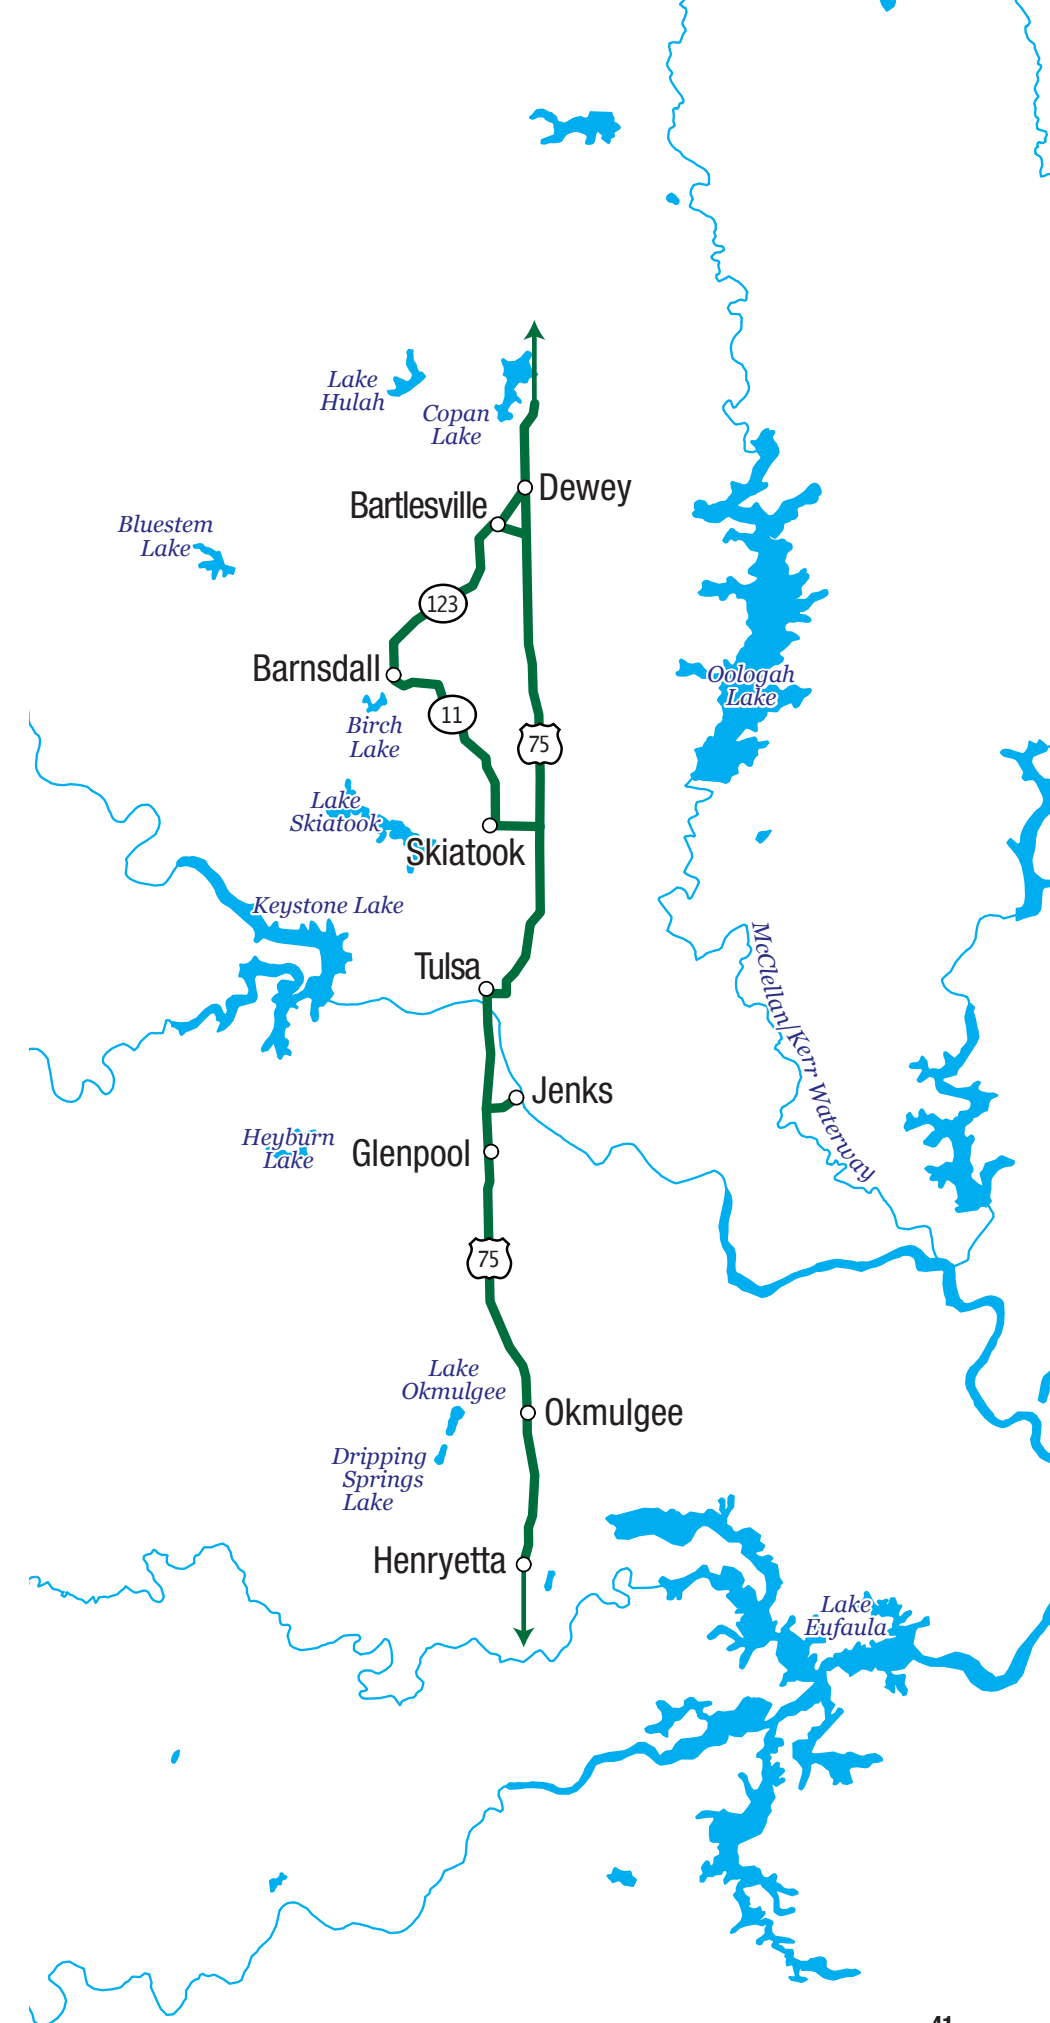 Lake
Hulah
Copan
Lake
Dewey
Bartlesville
Bluestem
Lake
123
Barnsdall
Oologah
Lake
11
Birch
Lake
75
Lake
Skiatook
Skiatook
Keystone Lake
McClellan/Kerr Waterway
Tulsa
Jenks
Heyburn
Lake
Glenpool
75
Lake
Okmulgee
Okmulgee
Dripping
Springs
Lake
Henryetta
Lake
Eufaula
41